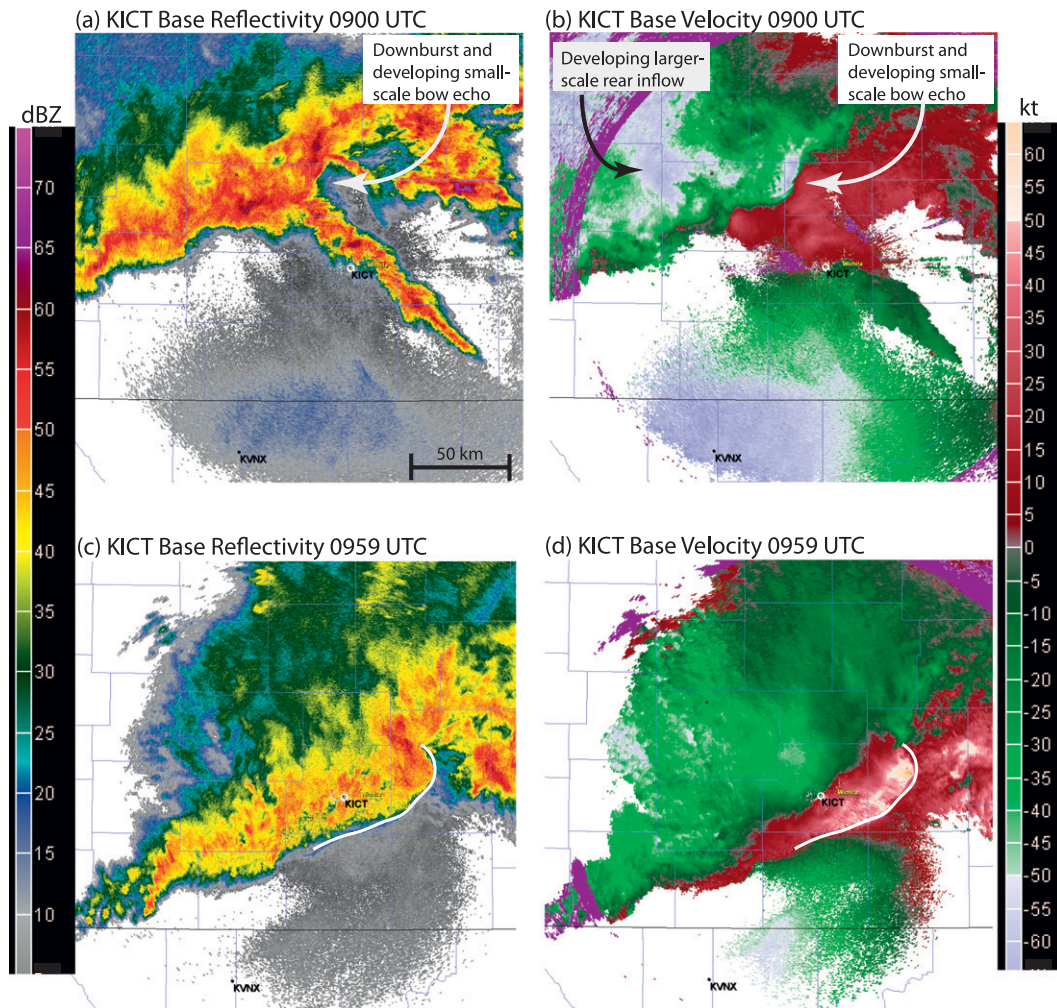 (a) KICT Base Reflectivity 0900 UTC
(b) KICT Base Velocity 0900 UTC
Downburst and
developing small-
scale bow echo
Developing larger-
scale rear inflow
Downburst and
developing small-
scale bow echo
dBZ
kt
70
65
60
55
50
45
40
35
30
25
20
15
10
60
55
50
45
40
35
30
25
20
15
10
5
0
-5
-10
-15
-20
-25
-30
-35
-40
-45
-50
-55
-60
KICT
Wichita
KICT
KVNX
50 km
KVNX
(c) KICT Base Reflectivity 0959 UTC
(d) KICT Base Velocity 0959 UTC
KICT
KICT
Wichita
KVNX
KVNX